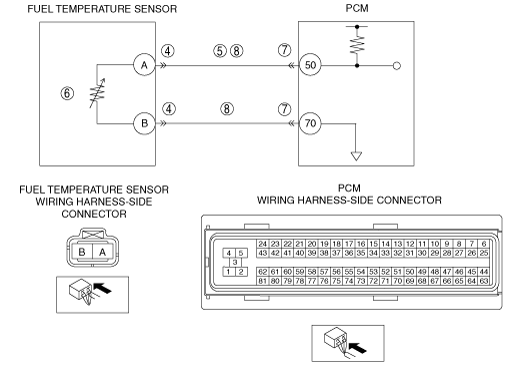 FUEL TEMPERATURE SENSOR
PCM
4
5 8
7
A
50
6
4
8
7
B
70
FUEL TEMPERATURE SENSOR
WIRING HARNESS-SIDE
CONNECTOR
PCM
WIRING HARNESS-SIDE CONNECTOR
B A
4 5
3
1 2
24 23 22 21 20 19 18 17 16 15 14 13 12 11 10 9 8 7 6
43 42 41 40 39 38 37 36 35 34 33 32 31 30 29 28 27 26 25
62 61 60 59 58 57 56 55 54 53 52 51 50 49 48 47 46 45 44
81 80 79 78 77 76 75 74 73 72 71 70 69 68 67 66 65 64 63